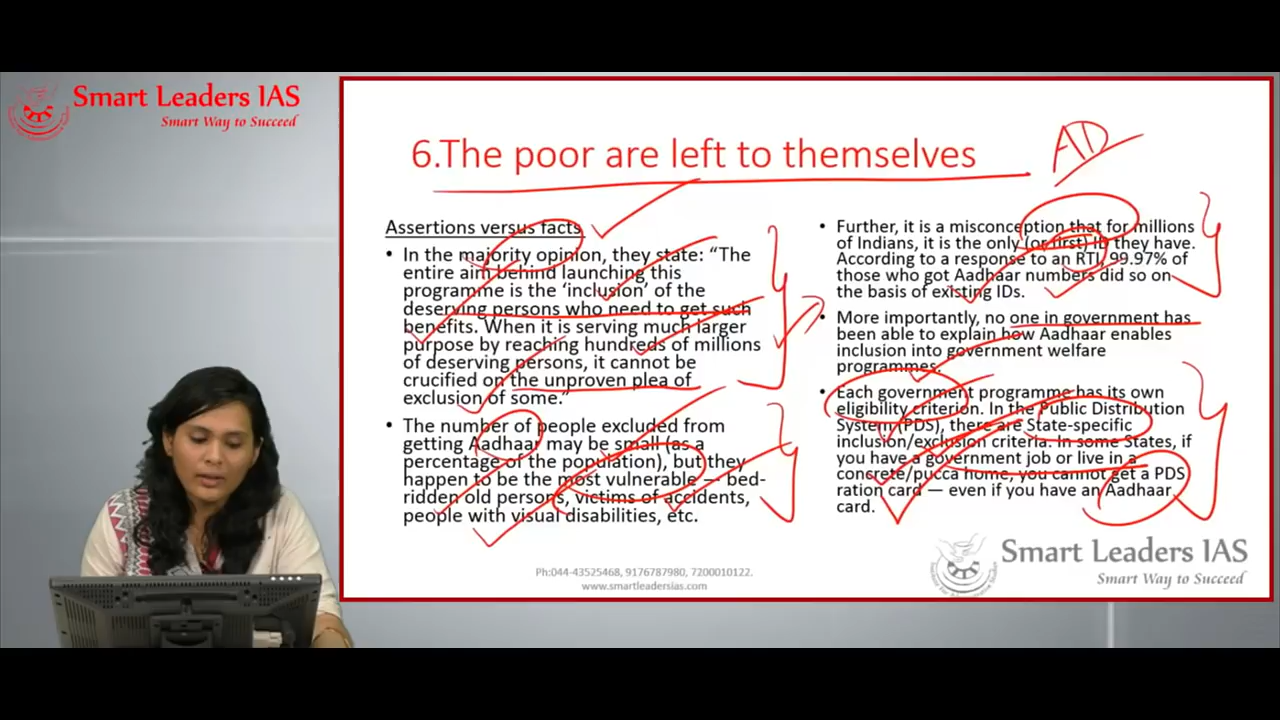 Smart Leaders IAS
Smart Way to Succeed
6.The poor are left to themselves
AD
Assertions versus facts
• In the majority opinion, they state: “The
entire aim behind launching this
programme is the ‘inclusion’ of the
deserving persons who need to get such
benefits. When it is serving much larger
purpose by reaching hundreds of millions
of deserving persons, it cannot be
crucified on the unproven plea of
exclusion of some.”
• The number of people excluded from
getting Aadhaar may be small (as a
percentage of the population), but they
happen to be the most vulnerable — bed-
ridden old persons, victims of accidents,
people with visual disabilities, etc.
• Further, it is a misconception that for millions
of Indians, it is the only (or first) ID they have.
According to a response to an RTI, 99.97% of
those who got Aadhaar numbers did so on
the basis of existing IDs.
• More importantly, no one in government has
been able to explain how Aadhaar enables
inclusion into government welfare
programmes.
• Each government programme has its own
eligibility criterion. In the Public Distribution
System (PDS), there are State-specific
inclusion/exclusion criteria. In some States, if
you have a government job or live in a
concrete/pucca home, you cannot get a PDS
ration card — even if you have an Aadhaar
card.
Ph:044-43525468, 9176787980, 7200010122.
www.smartleadersias.com
Smart Leaders IAS
Smart Way to Succeed